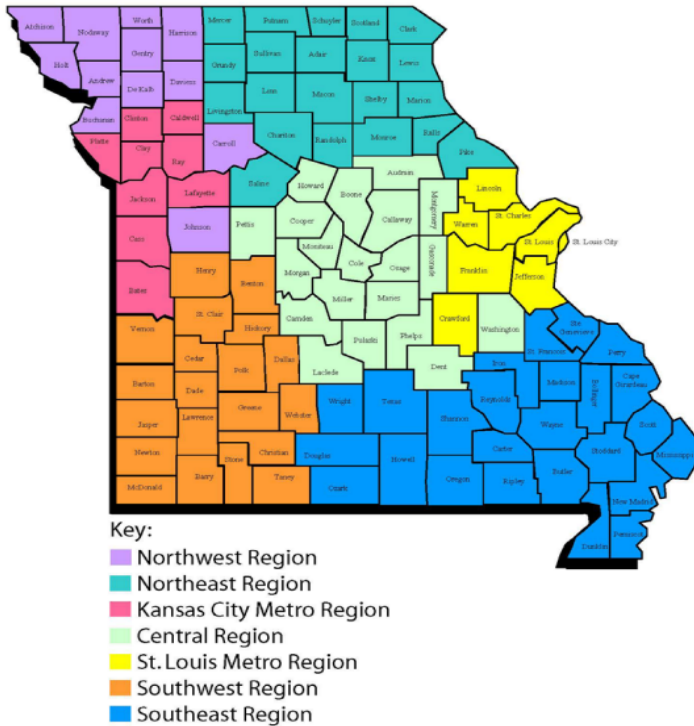 Atchison
Nodaway
Worth
Harrison
Mercer
Putnam
Schuyler
Scotland
Clark
Holt
Gentry
Sullivan
Adair
Knox
Lewis
Andrew
De Kalb
Daviess
Grundy
Linn
Macon
Shelby
Marion
Buchanan
Clinton
Caldwell
Livingston
Chariton
Randolph
Monroe
Ralls
Platte
Clay
Ray
Carroll
Pike
Jackson
Lafayette
Saline
Howard
Boone
Audrain
Montgomery
Lincoln
Cass
Johnson
Pettis
Cooper
Callaway
Warren
St. Charles
Moniteau
Cole
Osage
Gasconade
St. Louis
St. Louis City
Bates
Henry
Benton
Morgan
Miller
Maries
Franklin
Jefferson
Vernon
St. Clair
Hickory
Camden
Pulaski
Phelps
Crawford
Washington
Ste
Genevieve
Barton
Cedar
Polk
Dallas
Laclede
Dent
Iron
St. Francois
Perry
Dade
Jasper
Lawrence
Greene
Webster
Wright
Texas
Shannon
Reynolds
Madison
Bollinger
Cape
Girardeau
Newton
Christian
Douglas
Wayne
Scott
McDonald
Barry
Stone
Taney
Ozark
Howell
Oregon
Carter
Ripley
Butler
Stoddard
Mississippi
New Madrid
Dunklin
Pemiscot
Key:
Northwest Region
Northeast Region
Kansas City Metro Region
Central Region
St. Louis Metro Region
Southwest Region
Southeast Region